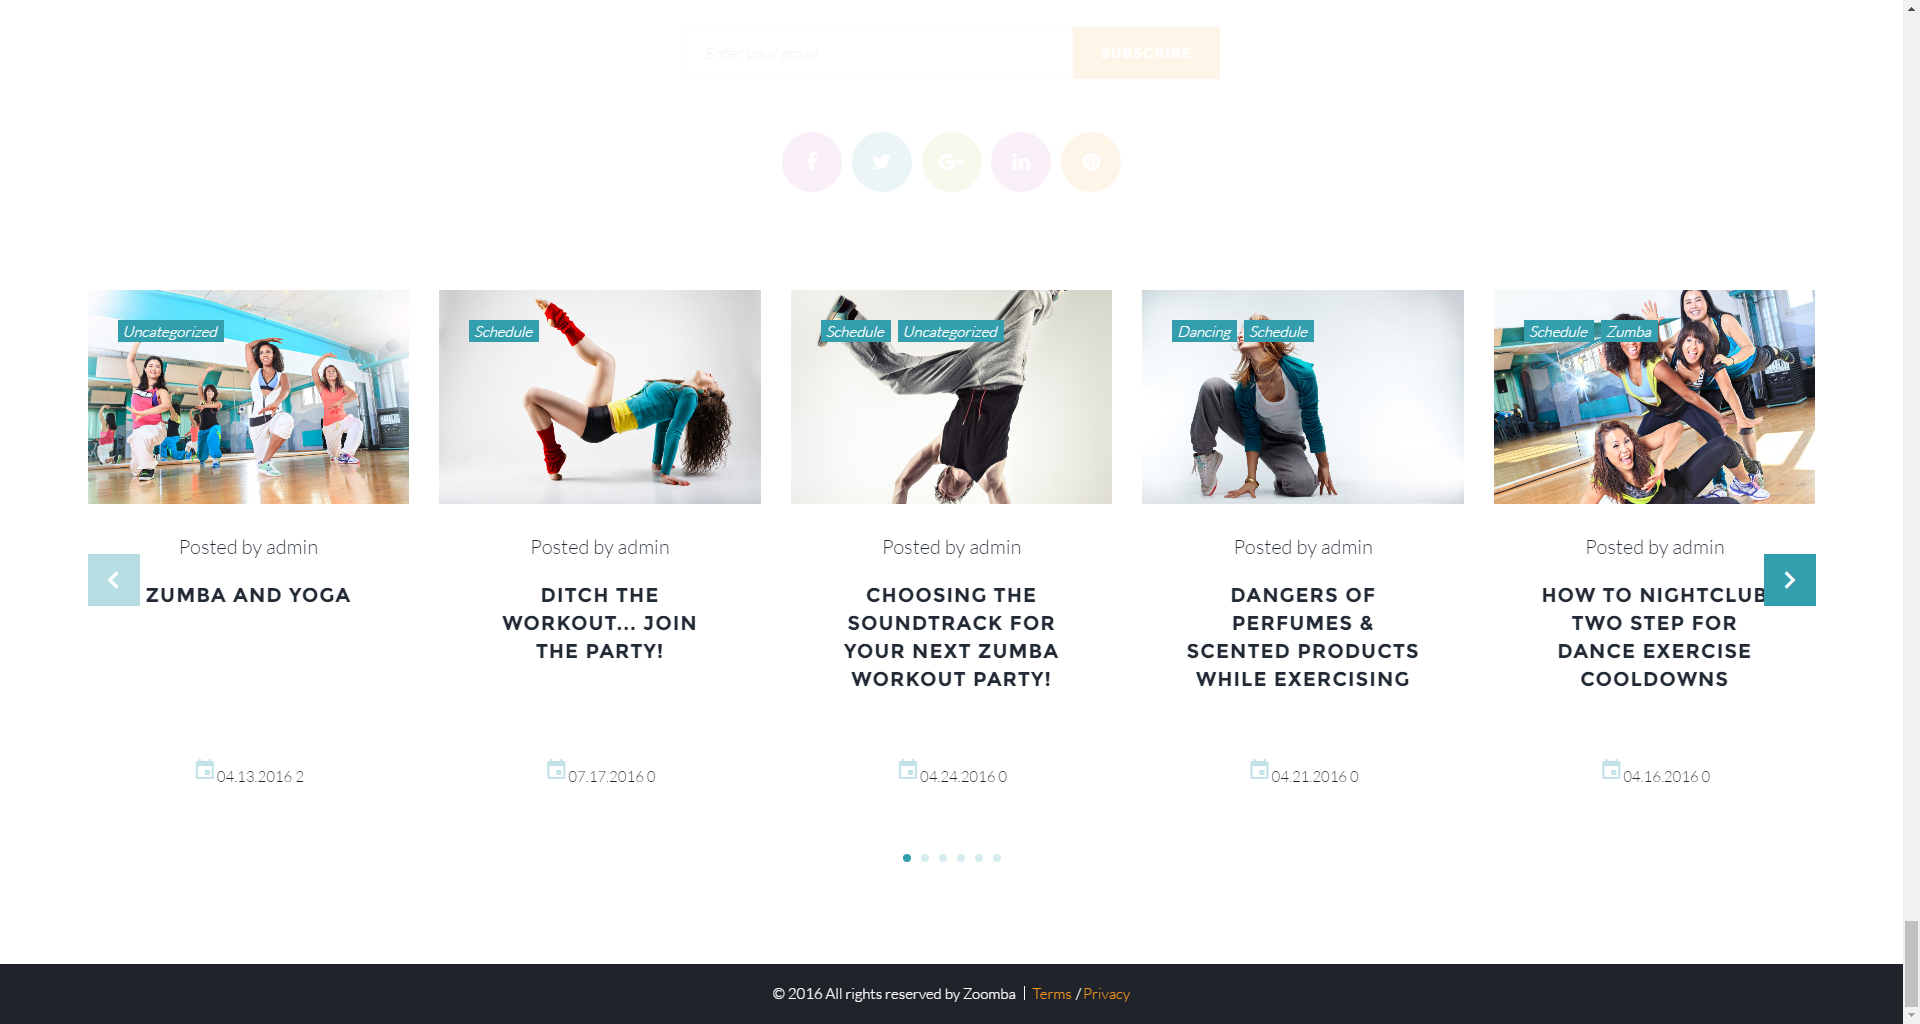 Enter your email
SUBSCRIBE
Uncategorized
Schedule
Schedule Uncategorized
Dancing Schedule
Schedule Zumba
Posted by admin
ZUMBA AND YOGA
04.13.2016 2
Posted by admin
DITCH THE
WORKOUT... JOIN
THE PARTY!
07.17.2016 0
Posted by admin
CHOOSING THE
SOUNDTRACK FOR
YOUR NEXT ZUMBA
WORKOUT PARTY!
04.24.2016 0
Posted by admin
DANGERS OF
PERFUMES &
SCENTED PRODUCTS
WHILE EXERCISING
04.21.2016 0
Posted by admin
HOW TO NIGHTCLUB
TWO STEP FOR
DANCE EXERCISE
COOLDOWNS
04.16.2016 0
© 2016 All rights reserved by Zoomba | Terms / Privacy